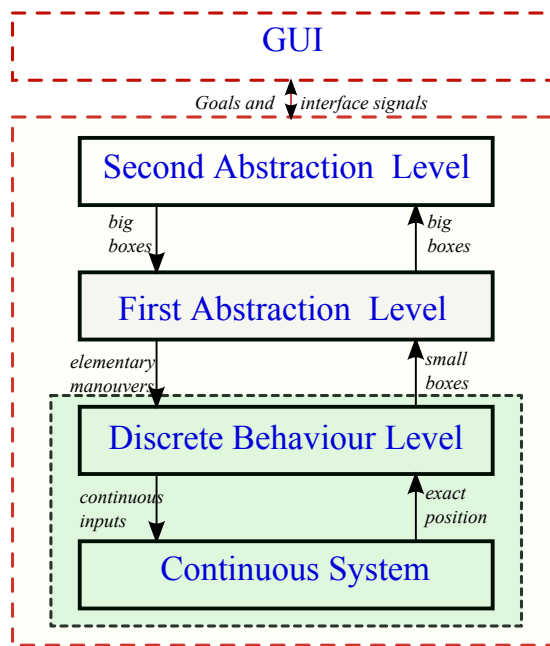 GUI
Goals and interface signals
Second Abstraction Level
big
boxes
big
boxes
First Abstraction Level
elementary
manouvers
small
boxes
Discrete Behaviour Level
continuous
inputs
exact
position
Continuous System